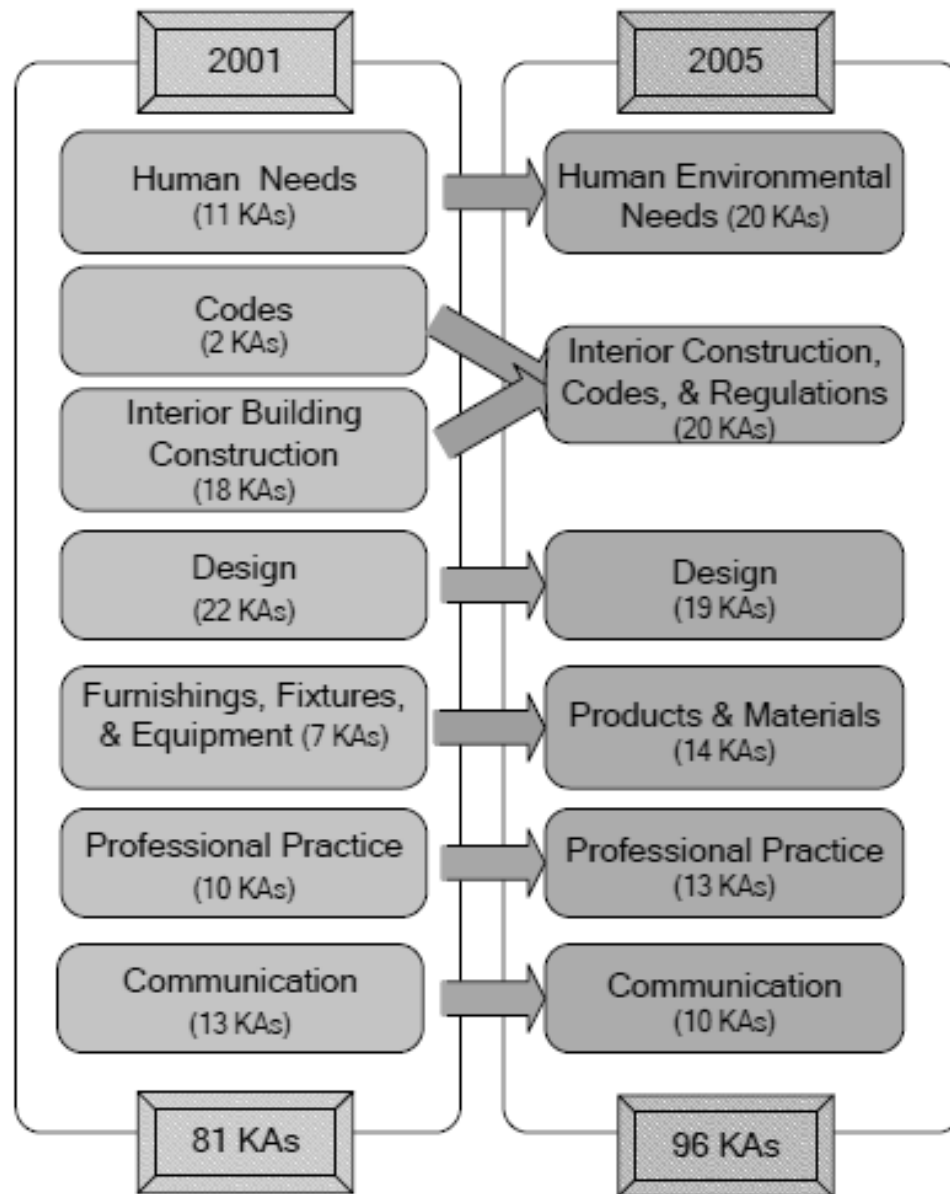 2001
Human Needs
(11 KAs)
Codes
(2 KAs)
Interior Building
Construction
(18 KAs)
Design
(22 KAs)
Furnishings, Fixtures,
& Equipment (7 KAs)
Professional Practice
(10 KAs)
Communication
(13 KAs)
81 KAs
2005
Human Environmental
Needs (20 KAs)
Interior Construction,
Codes, & Regulations
(20 KAs)
Design
(19 KAs)
Products & Materials
(14 KAs)
Professional Practice
(13 KAs)
Communication
(10 KAs)
96 KAs